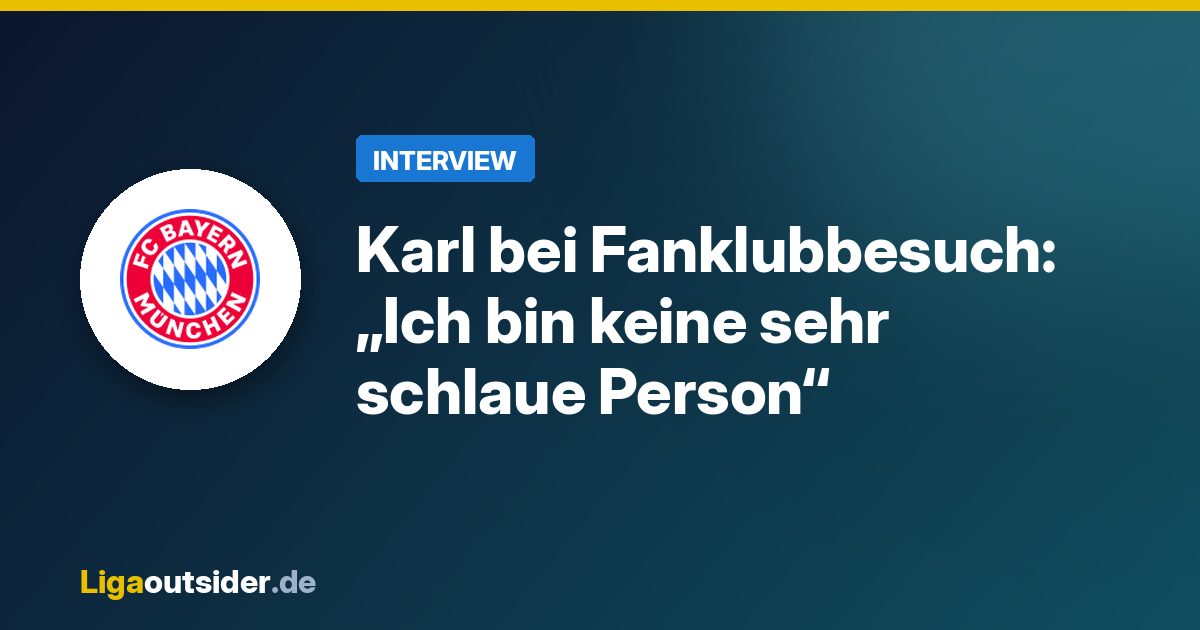 FC BAYERN
MÜNCHEN
INTERVIEW
Karl bei Fanklubbesuch:
„Ich bin keine sehr
schlaue Person“
Ligaoutsider.de